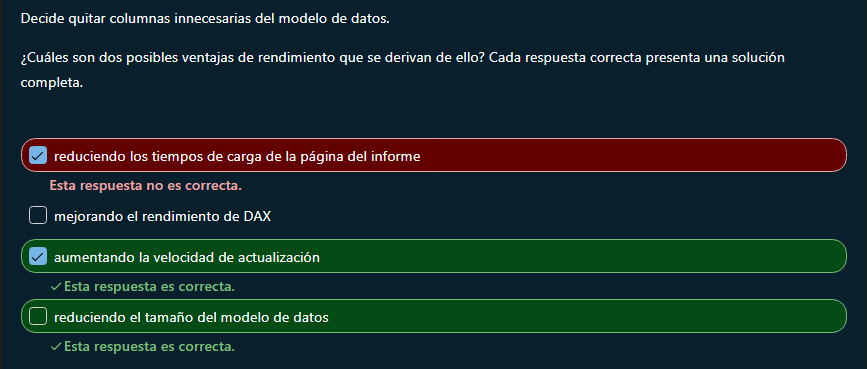 Decide quitar columnas innecesarias del modelo de datos.
¿Cuáles son dos posibles ventajas de rendimiento que se derivan de ello? Cada respuesta correcta presenta una solución
completa.
reduciendo los tiempos de carga de la página del informe
Esta respuesta no es correcta.
mejorando el rendimiento de DAX
aumentando la velocidad de actualización
Esta respuesta es correcta.
reduciendo el tamaño del modelo de datos
Esta respuesta es correcta.